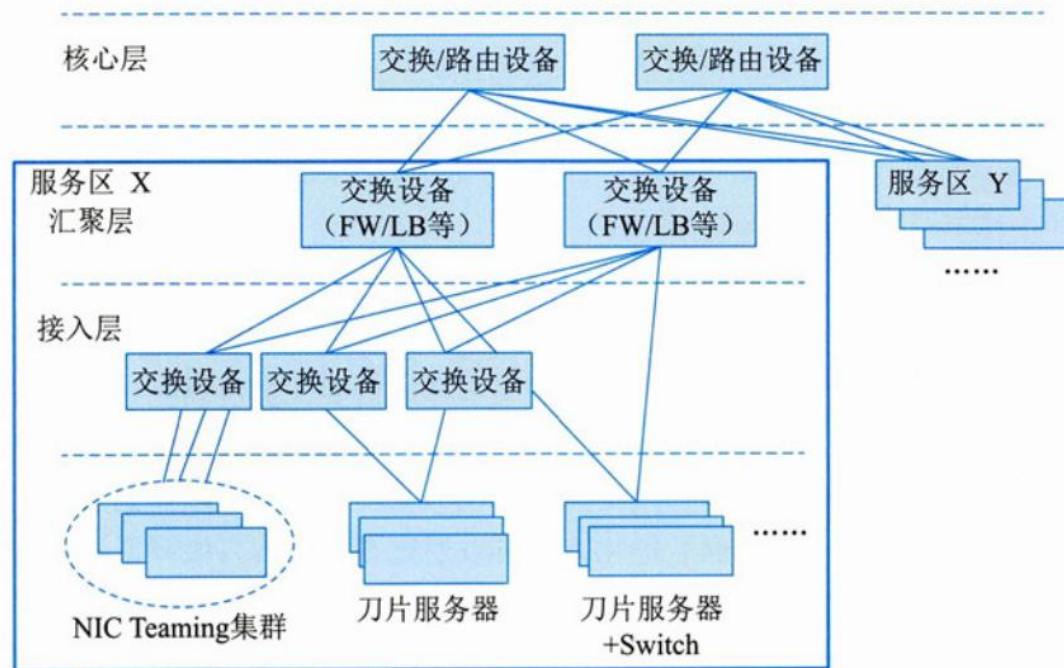 核心层
交换/路由设备
交换/路由设备
服务区 X
汇聚层
交换设备
（FW/LB等）
交换设备
（FW/LB等）
服务区 Y
……
接入层
交换设备
交换设备
交换设备
……
NIC Teaming集群
刀片服务器
刀片服务器
+Switch